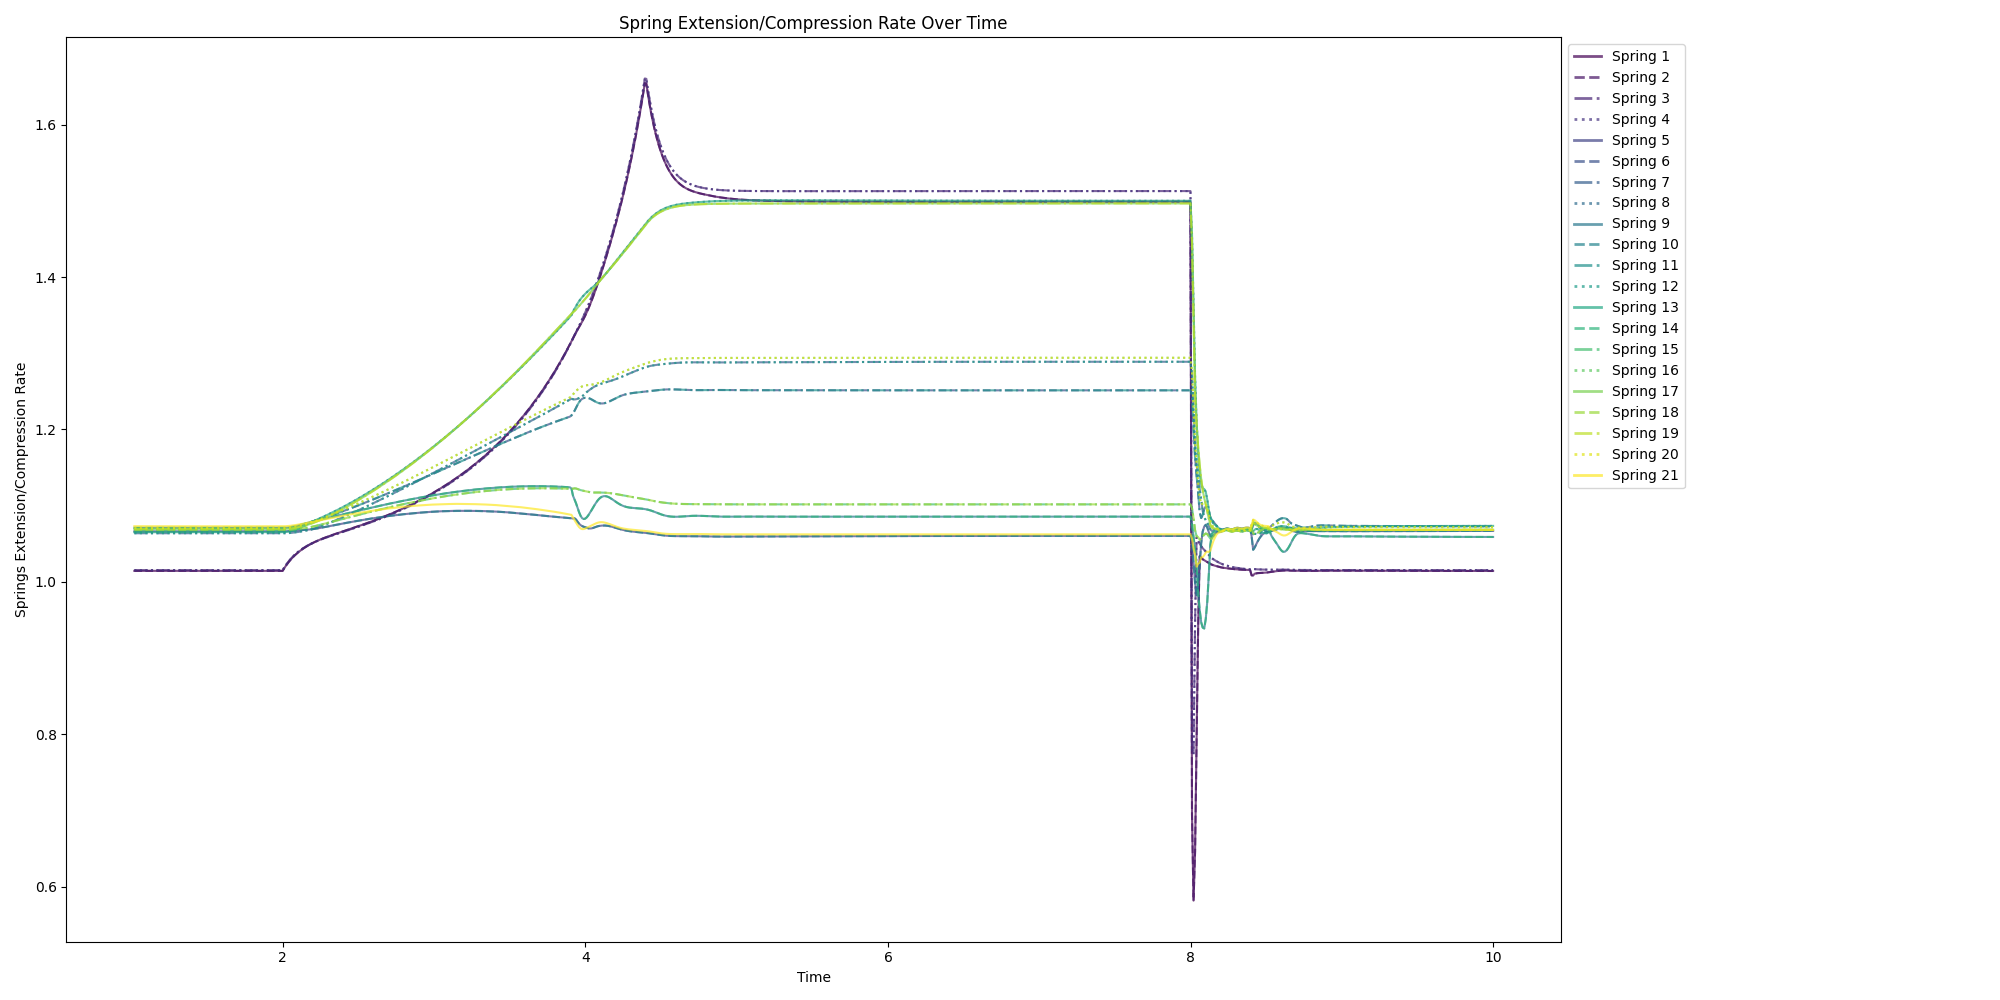 Spring Extension/Compression Rate Over Time
Springs Extension/Compression Rate
1.6
1.4
1.2
1.0
0.8
0.6
2
4
6
8
10
Time
Spring 1
Spring 2
Spring 3
Spring 4
Spring 5
Spring 6
Spring 7
Spring 8
Spring 9
Spring 10
Spring 11
Spring 12
Spring 13
Spring 14
Spring 15
Spring 16
Spring 17
Spring 18
Spring 19
Spring 20
Spring 21